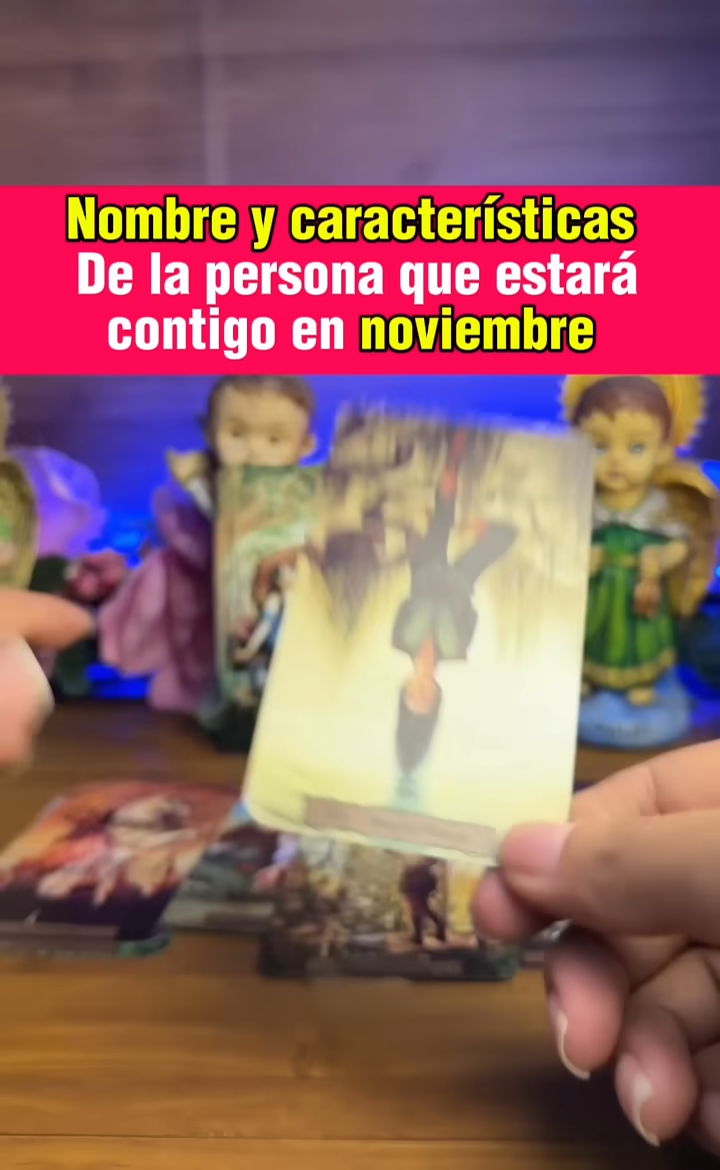 Nombre y características
De la persona que estará
contigo en noviembre